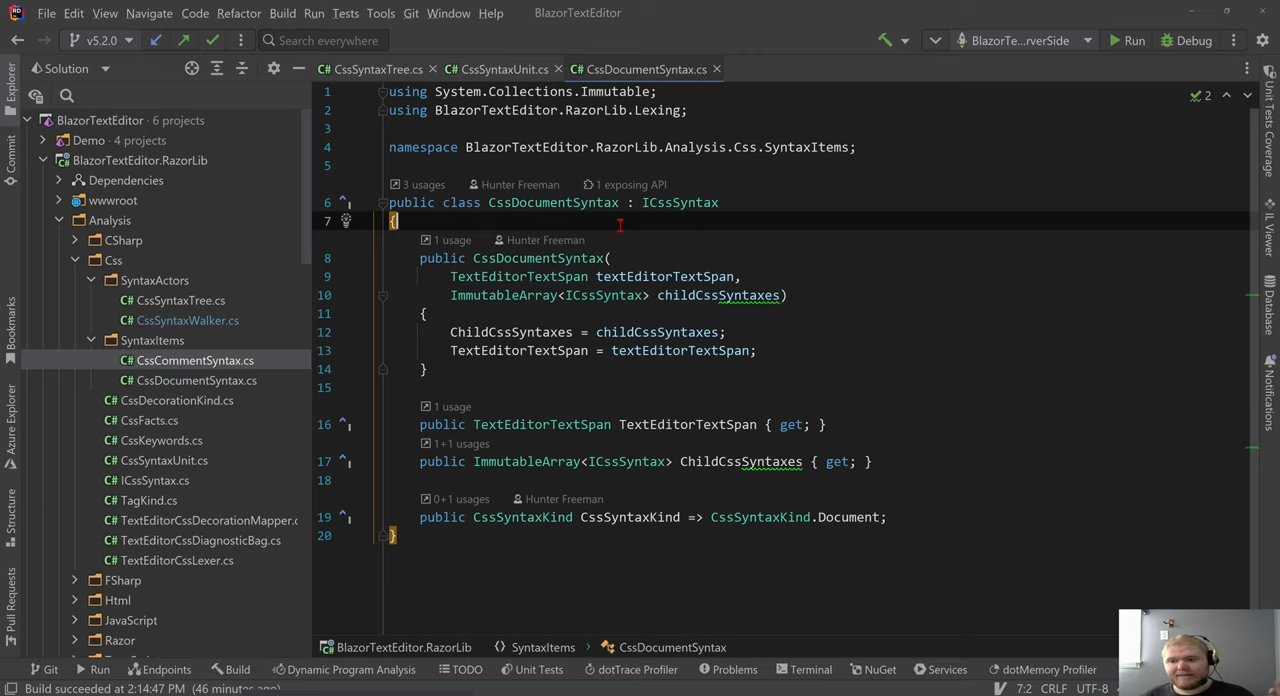 RD File Edit View Navigate Code Refactor Build Run Tests Tools Git Window Help BlazorTextEditor
v5.2.0 Search everywhere BlazorTe...rverSide Run Debug
Explorer
Commit
Bookmarks
Azure Explorer
Structure
Pull Requests
Solution
BlazorTextEditor · 6 projects
Demo · 4 projects
BlazorTextEditor.RazorLib
Dependencies
wwwroot
Analysis
CSharp
Css
SyntaxActors
C# CssSyntaxTree.cs
C# CssSyntaxWalker.cs
SyntaxItems
C# CssCommentSyntax.cs
C# CssDocumentSyntax.cs
C# CssDecorationKind.cs
C# CssFacts.cs
C# CssKeywords.cs
C# CssSyntaxUnit.cs
C# ICssSyntax.cs
C# TagKind.cs
C# TextEditorCssDecorationMapper.c
C# TextEditorCssDiagnosticBag.cs
C# TextEditorCssLexer.cs
FSharp
Html
JavaScript
Razor
C# CssSyntaxTree.cs C# CssSyntaxUnit.cs C# CssDocumentSyntax.cs
2
1 using System.Collections.Immutable;
2 using BlazorTextEditor.RazorLib.Lexing;
3
4 namespace BlazorTextEditor.RazorLib.Analysis.Css.SyntaxItems;
5
3 usages Hunter Freeman 1 exposing API
6 public class CssDocumentSyntax : ICssSyntax
7 {
1 usage Hunter Freeman
8 public CssDocumentSyntax(
9 TextEditorTextSpan textEditorTextSpan,
10 ImmutableArray<ICssSyntax> childCssSyntaxes)
11 {
12 ChildCssSyntaxes = childCssSyntaxes;
13 TextEditorTextSpan = textEditorTextSpan;
14 }
15
1 usage
16 public TextEditorTextSpan TextEditorTextSpan { get; }
1+1 usages
17 public ImmutableArray<ICssSyntax> ChildCssSyntaxes { get; }
18
0+1 usages Hunter Freeman
19 public CssSyntaxKind CssSyntaxKind => CssSyntaxKind.Document;
20 }
Unit Tests Coverage
Database
Notifications
BlazorTextEditor.RazorLib SyntaxItems CssDocumentSyntax
Git Run Endpoints Build Dynamic Program Analysis TODO Unit Tests dotTrace Profiler Problems Terminal NuGet Services dotMemory Profiler
Build succeeded at 2:14:47 PM (46 minutes ago) 7:2 CRLF UTF-8